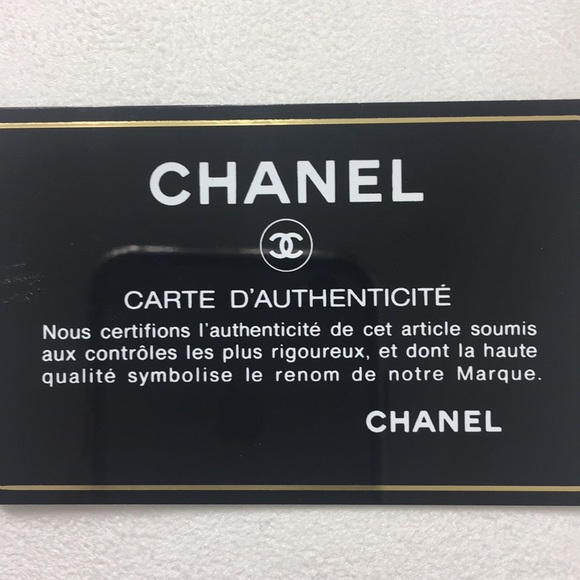 CHANEL
CARTE D'AUTHENTICITÉ
Nous certifions l'authenticité de cet article soumis
aux contrôles les plus rigoureux, et dont la haute
qualité symbolise le renom de notre Marque.
CHANEL